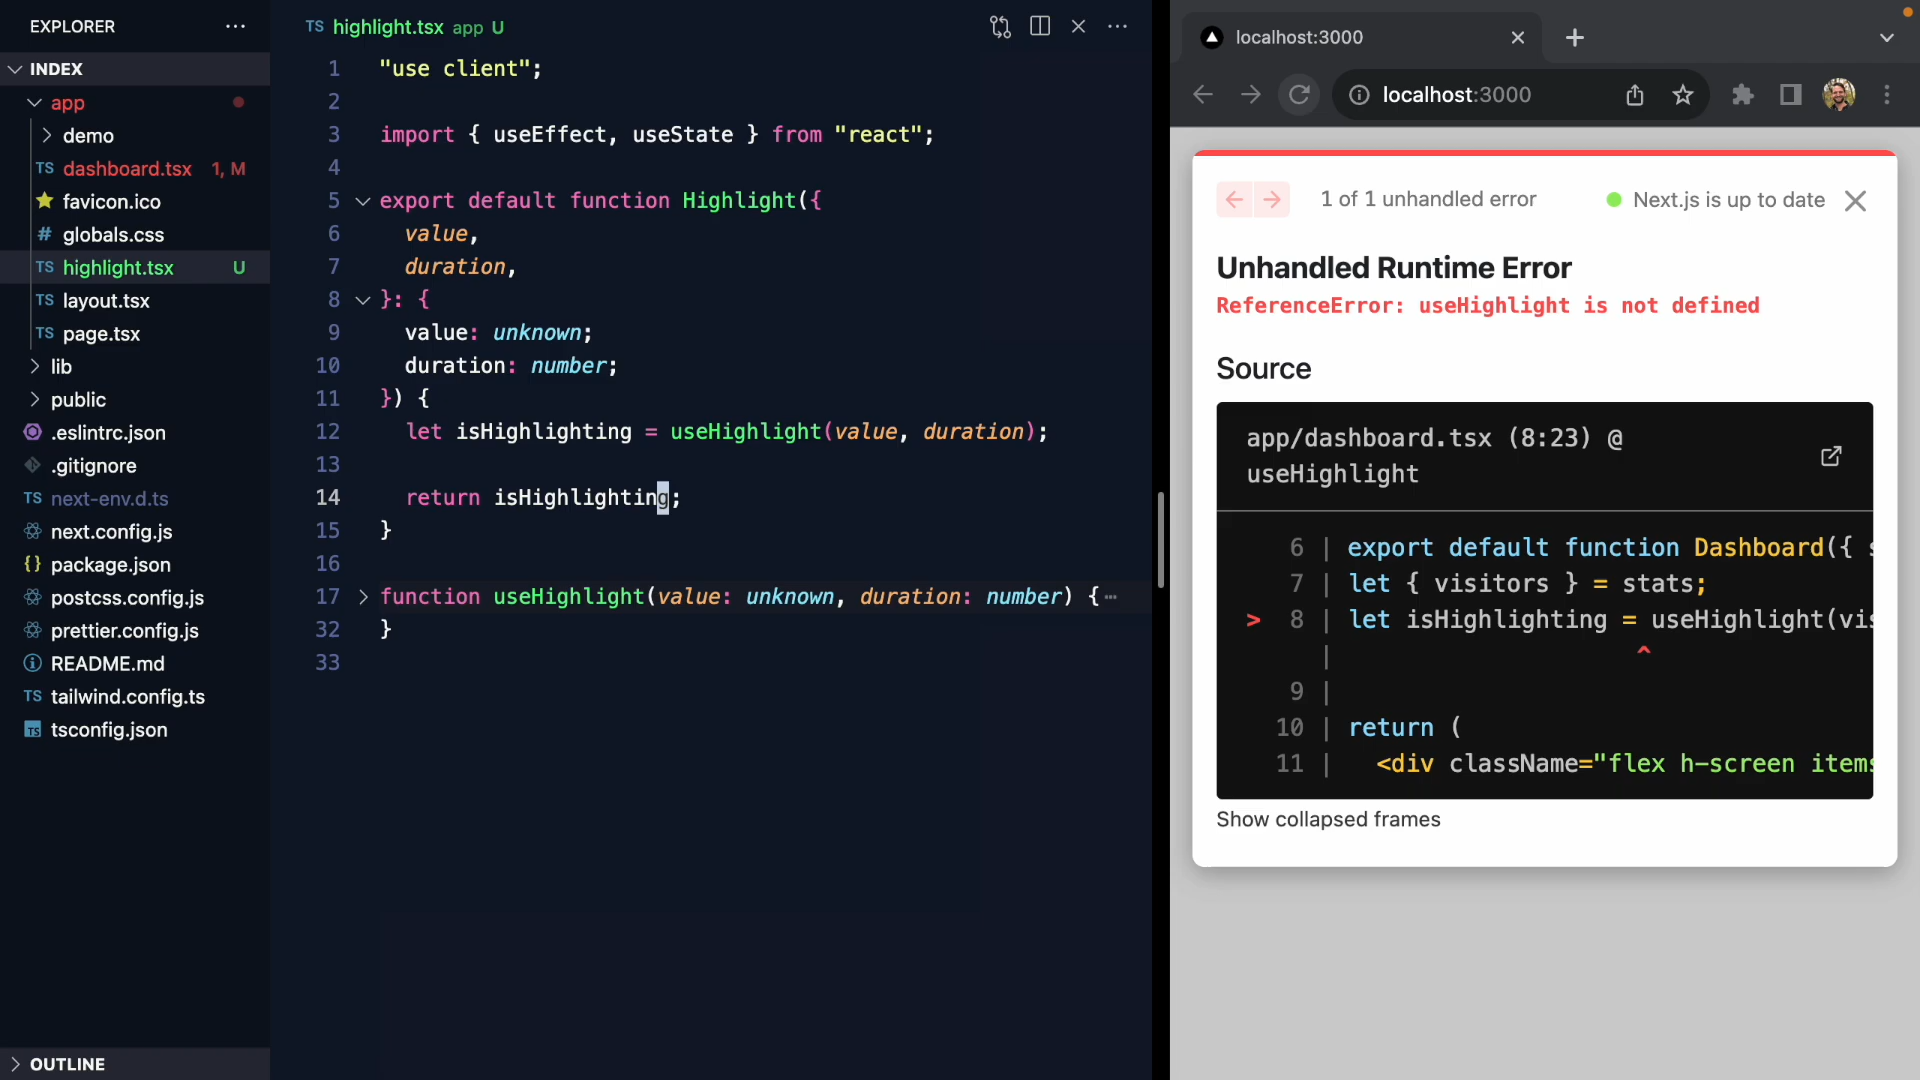 EXPLORER
INDEX
app
demo
dashboard.tsx 1, M
favicon.ico
globals.css
highlight.tsx U
layout.tsx
page.tsx
lib
public
.eslintrc.json
.gitignore
next-env.d.ts
next.config.js
package.json
postcss.config.js
prettier.config.js
README.md
tailwind.config.ts
tsconfig.json
OUTLINE
TS highlight.tsx app U
1 "use client";
2
3 import { useEffect, useState } from "react";
4
5 export default function Highlight({
6 value,
7 duration,
8 }: {
9 value: unknown;
10 duration: number;
11 }) {
12 let isHighlighting = useHighlight(value, duration);
13
14 return isHighlighting;
15 }
16
17 function useHighlight(value: unknown, duration: number) {
32 }
33
localhost:3000
localhost:3000
1 of 1 unhandled error
Next.js is up to date
Unhandled Runtime Error
ReferenceError: useHighlight is not defined
Source
app/dashboard.tsx (8:23) @
useHighlight
6 | export default function Dashboard({ s
7 | let { visitors } = stats;
> 8 | let isHighlighting = useHighlight(vis
| ^
9 |
10 | return (
11 | <div className="flex h-screen items
Show collapsed frames